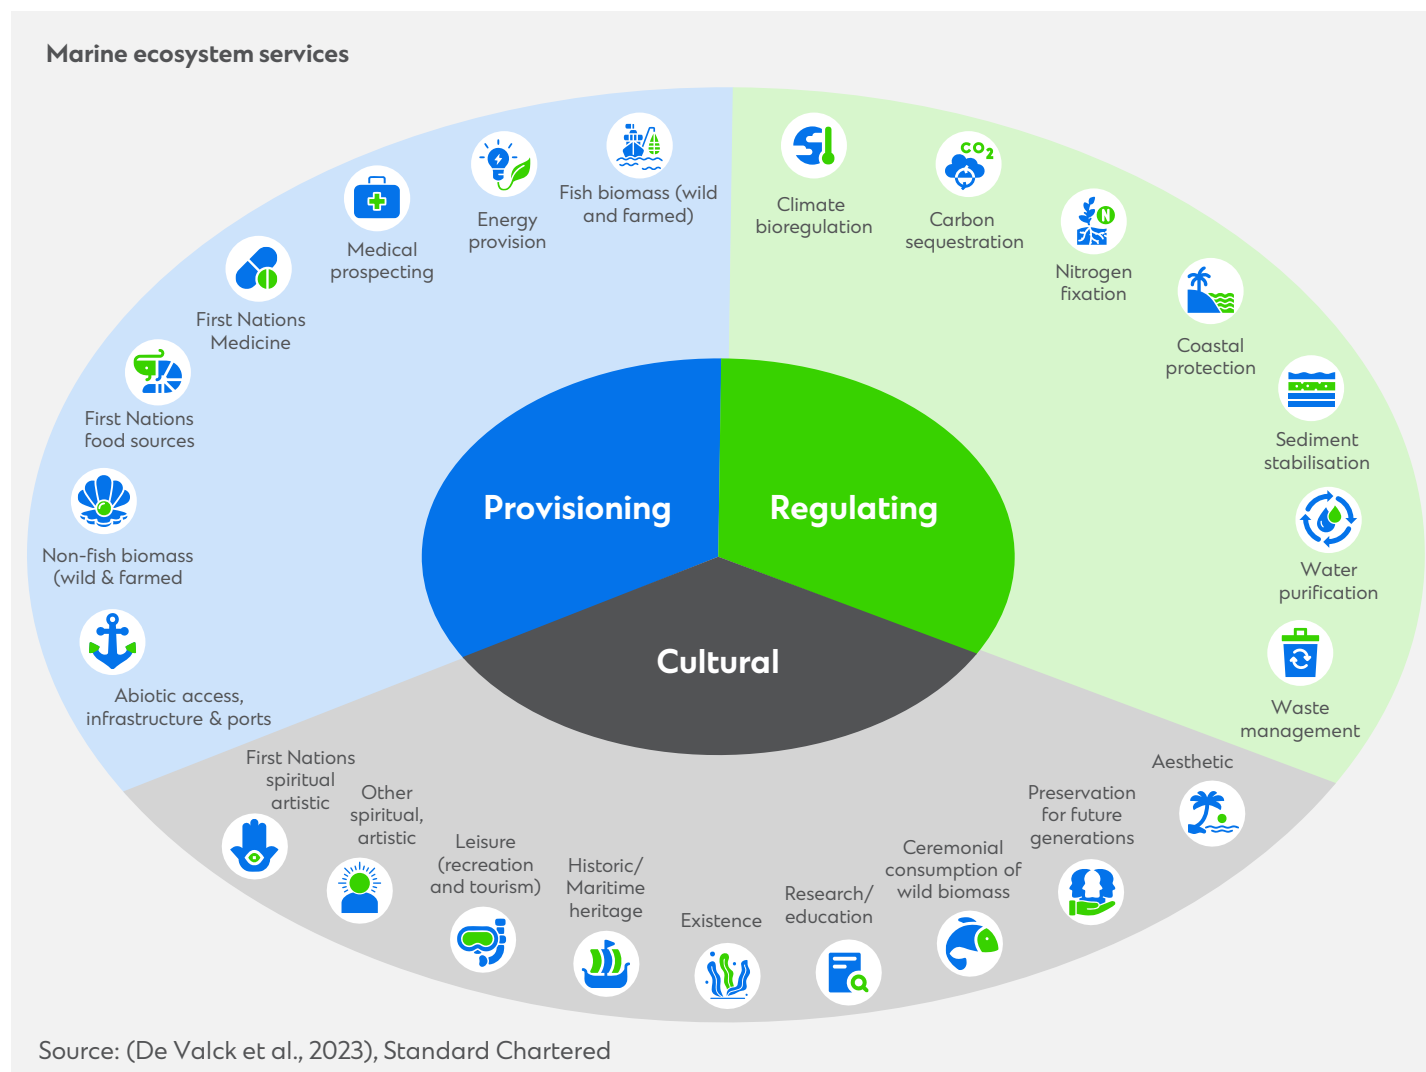 Marine ecosystem services
Fish biomass (wild
and farmed)
Energy
provision
Medical
prospecting
First Nations
Medicine
First Nations
food sources
Non-fish biomass
(wild & farmed
Abiotic access,
infrastructure & ports
Climate
bioregulation
CO2
Carbon
sequestration
N
Nitrogen
fixation
Coastal
protection
Sediment
stabilisation
Water
purification
Waste
management
Provisioning
Regulating
Cultural
First Nations
spiritual
artistic
Other
spiritual,
artistic
Leisure
(recreation
and tourism)
Historic/
Maritime
heritage
Existence
Research/
education
Ceremonial
consumption of
wild biomass
Preservation
for future
generations
Aesthetic
Source: (De Valck et al., 2023), Standard Chartered